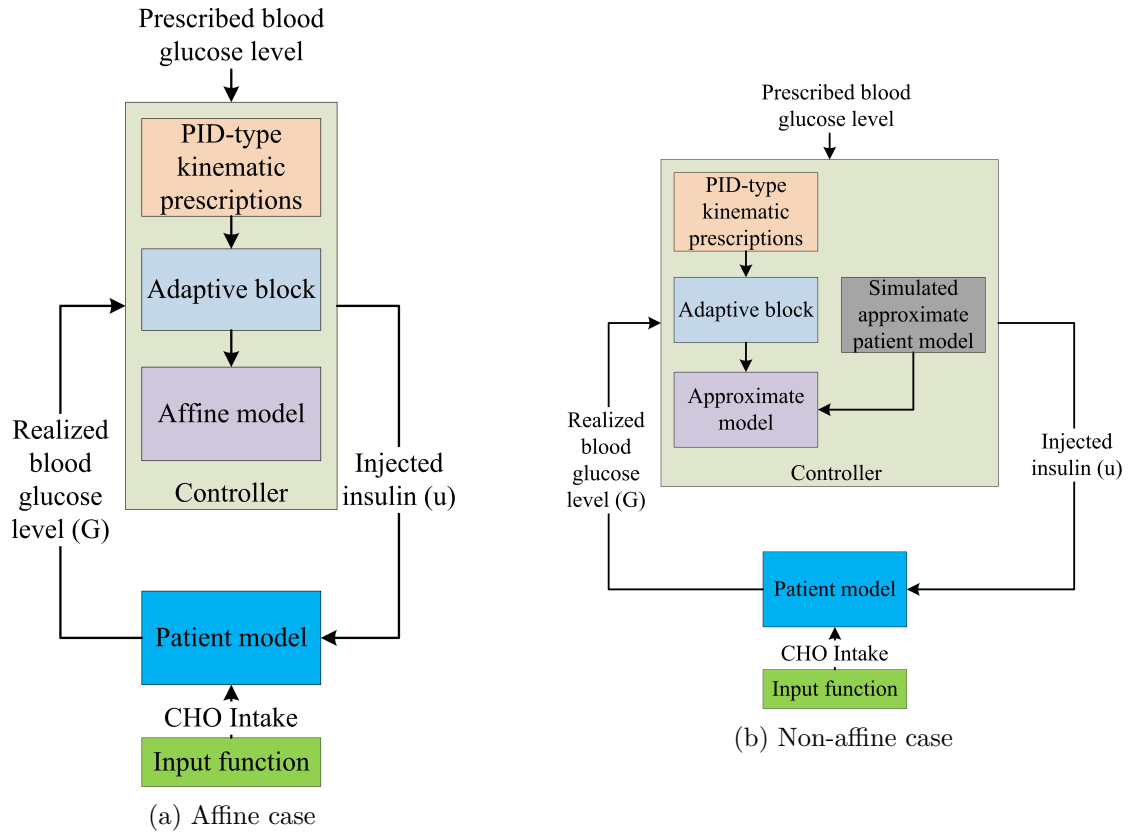 Prescribed blood
glucose level
PID-type
kinematic
prescriptions
Adaptive block
Affine model
Controller
Realized
blood
glucose
level (G)
Injected
insulin (u)
Patient model
CHO Intake
Input function
(a) Affine case
Prescribed blood
glucose level
PID-type
kinematic
prescriptions
Adaptive block
Simulated
approximate
patient model
Approximate
model
Controller
Realized
blood
glucose
level (G)
Injected
insulin (u)
Patient model
CHO Intake
Input function
(b) Non-affine case